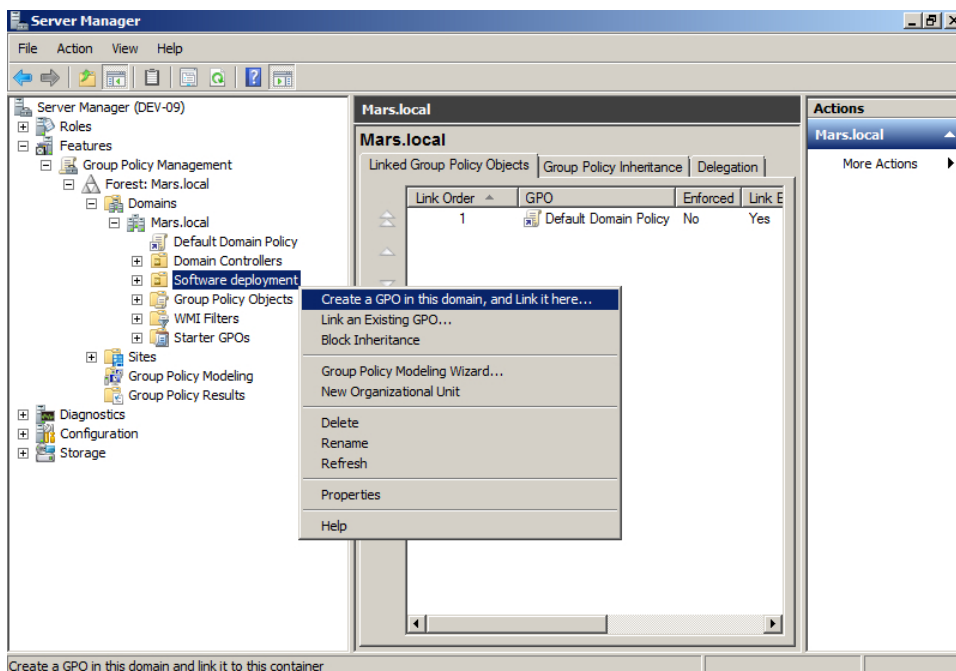 Server Manager
File Action View Help
Server Manager (DEV-09)
Roles
Features
Group Policy Management
Forest: Mars.local
Domains
Mars.local
Default Domain Policy
Domain Controllers
Software deployment
Group Policy Objects
WMI Filters
Starter GPOs
Sites
Group Policy Modeling
Group Policy Results
Diagnostics
Configuration
Storage
Mars.local
Mars.local
Linked Group Policy Objects Group Policy Inheritance Delegation
Link Order GPO Enforced Link E
1 Default Domain Policy No Yes
Create a GPO in this domain, and Link it here...
Link an Existing GPO...
Block Inheritance
Group Policy Modeling Wizard...
New Organizational Unit
Delete
Rename
Refresh
Properties
Help
Actions
Mars.local
More Actions
Create a GPO in this domain and link it to this container